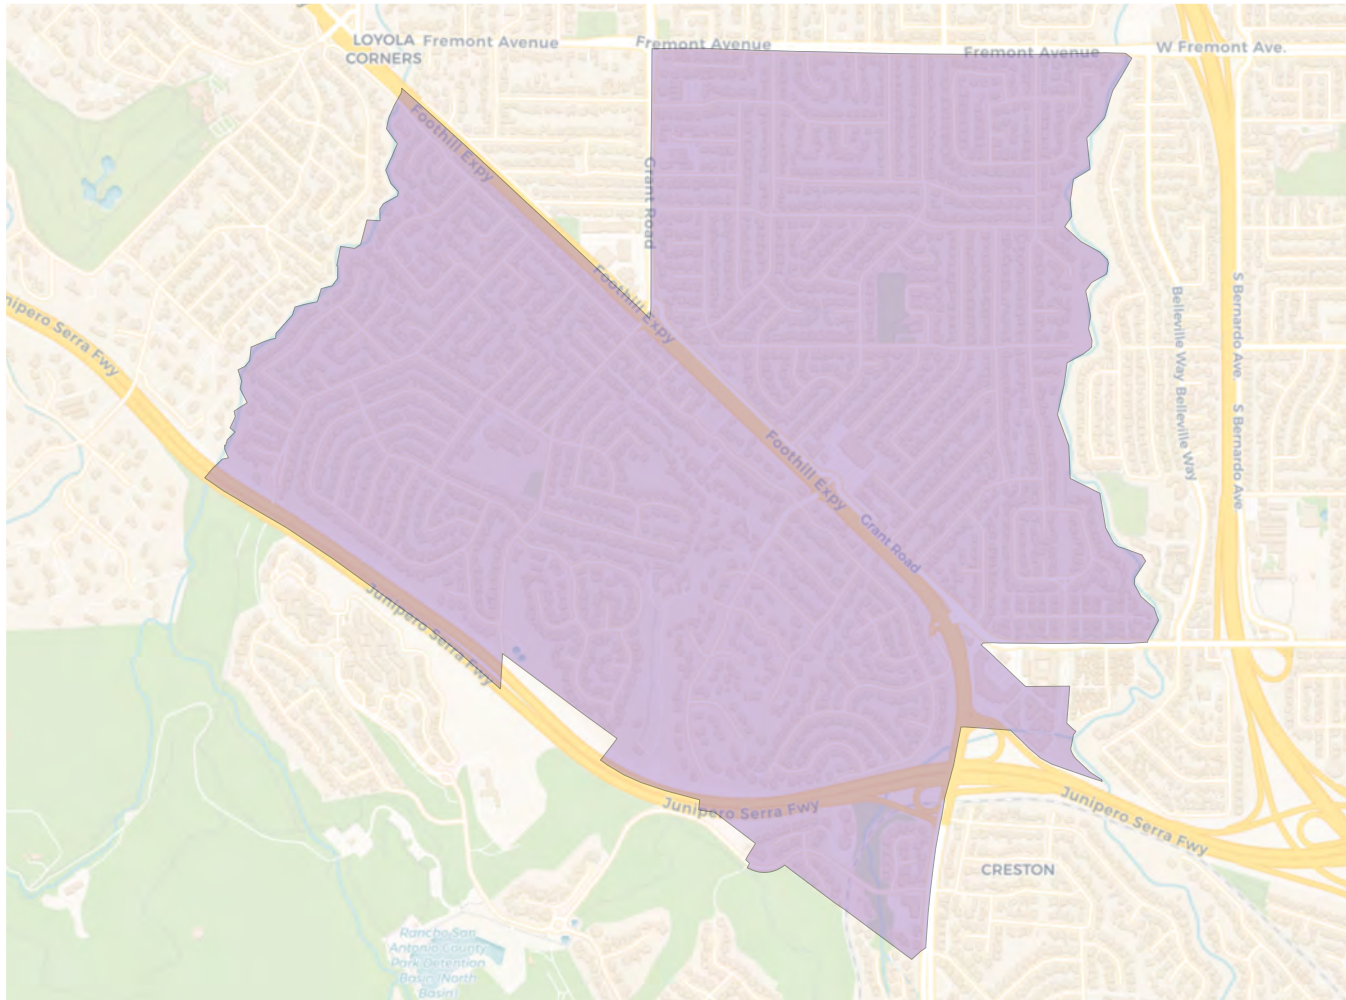 LOYOLA
CORNERS
Fremont Avenue
Fremont Avenue
Fremont Avenue
W Fremont Ave.
Foothill Expy
Grant Road
Foothill Expy
nipero Serra Fwy
S Bernardo Ave.
Belleville Way
Belleville Way
S Bernardo Ave
Foothill Expy
Grant Road
Junipero Serra Fwy
Junipero Serra Fwy
Junipero Serra Fwy
CRESTON
Rancho San
Antonio County
Park Detention
Basin (North
Basin)